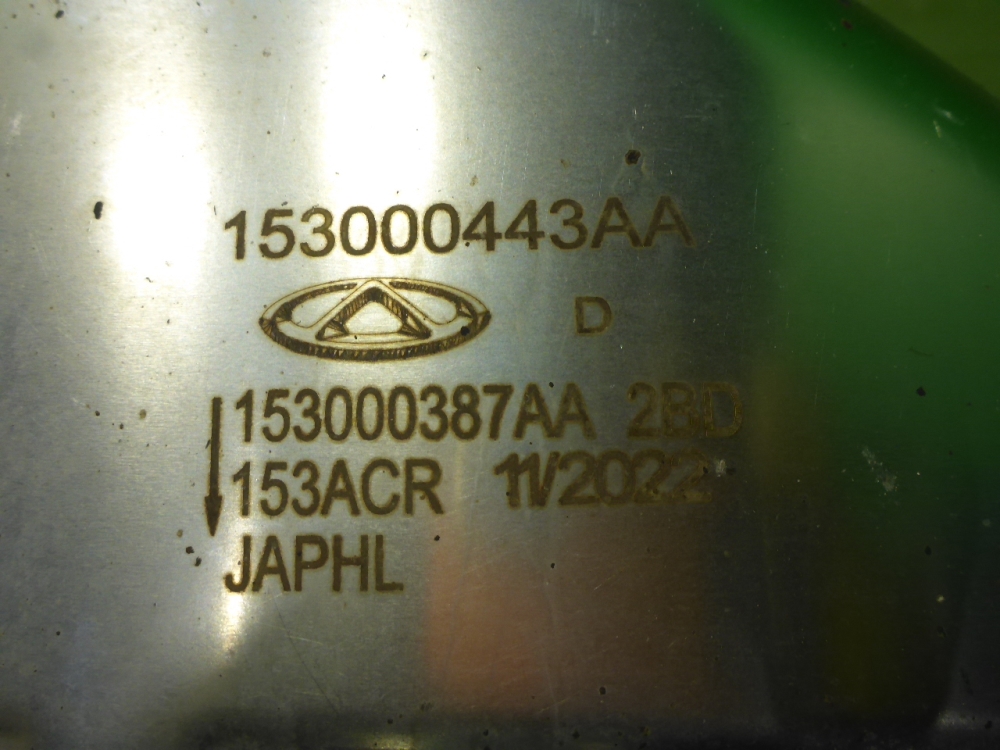 153000443AA
D
153000387AA 2BD
153ACR 11/2022
JAPHL